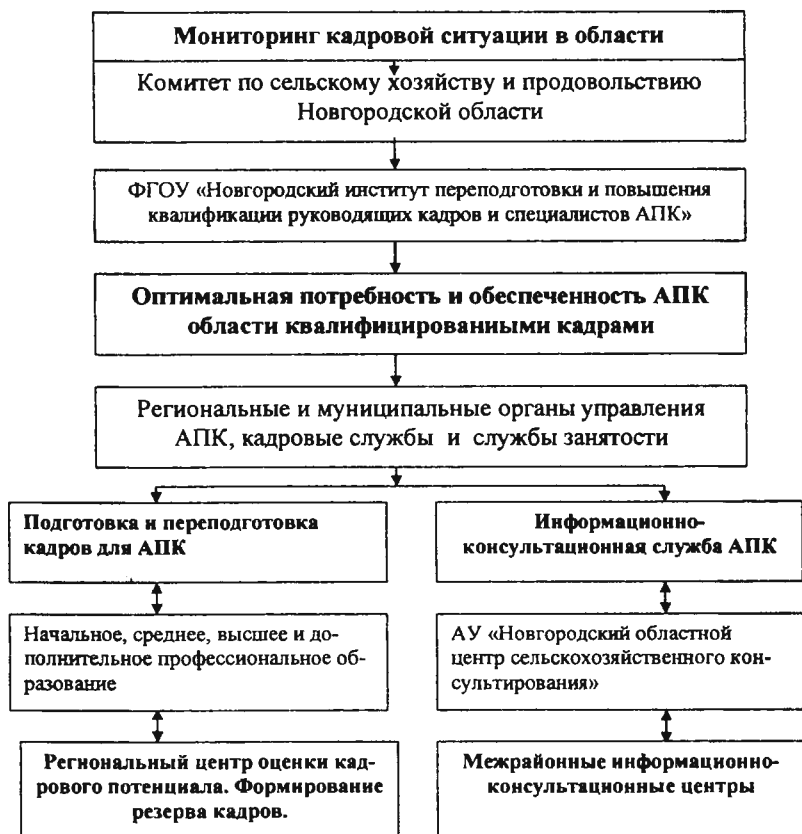 Мониторинг кадровой ситуации в области
Комитет по сельскому хозяйству и продовольствию
Новгородской области
ФГОУ «Новгородский институт переподготовки и повышения
квалификации руководящих кадров и специалистов АПК»
Оптимальная потребность и обеспеченность АПК
области квалифицированными кадрами
Региональные и муниципальные органы управления
АПК, кадровые службы и службы занятости
Подготовка и переподготовка
кадров для АПК
Информационно-
консультационная служба АПК
Начальное, среднее, высшее и до-
полнительное профессиональное об-
разование
АУ «Новгородский областной
центр сельскохозяйственного кон-
сультирования»
Региональный центр оценки кад-
рового потенциала. Формирование
резерва кадров.
Межрайонные информационно-
консультационные центры